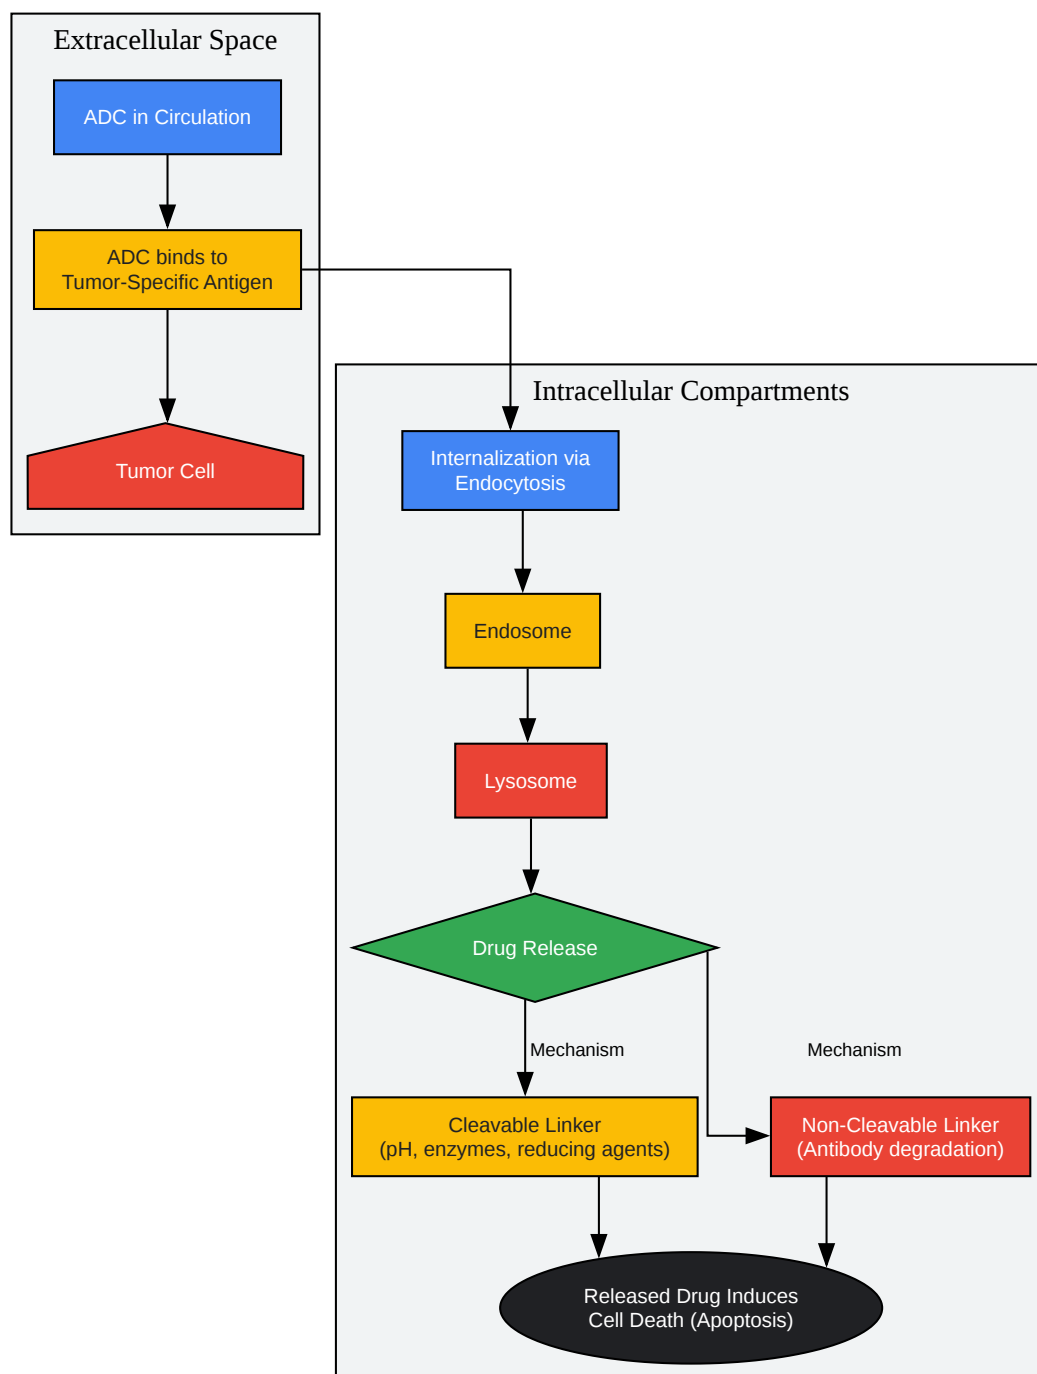 Extracellular Space
ADC in Circulation
ADC binds to
Tumor-Specific Antigen
Tumor Cell
Intracellular Compartments
Internalization via
Endocytosis
Endosome
Lysosome
Drug Release
Mechanism
Mechanism
Cleavable Linker
(pH, enzymes, reducing agents)
Non-Cleavable Linker
(Antibody degradation)
Released Drug Induces
Cell Death (Apoptosis)